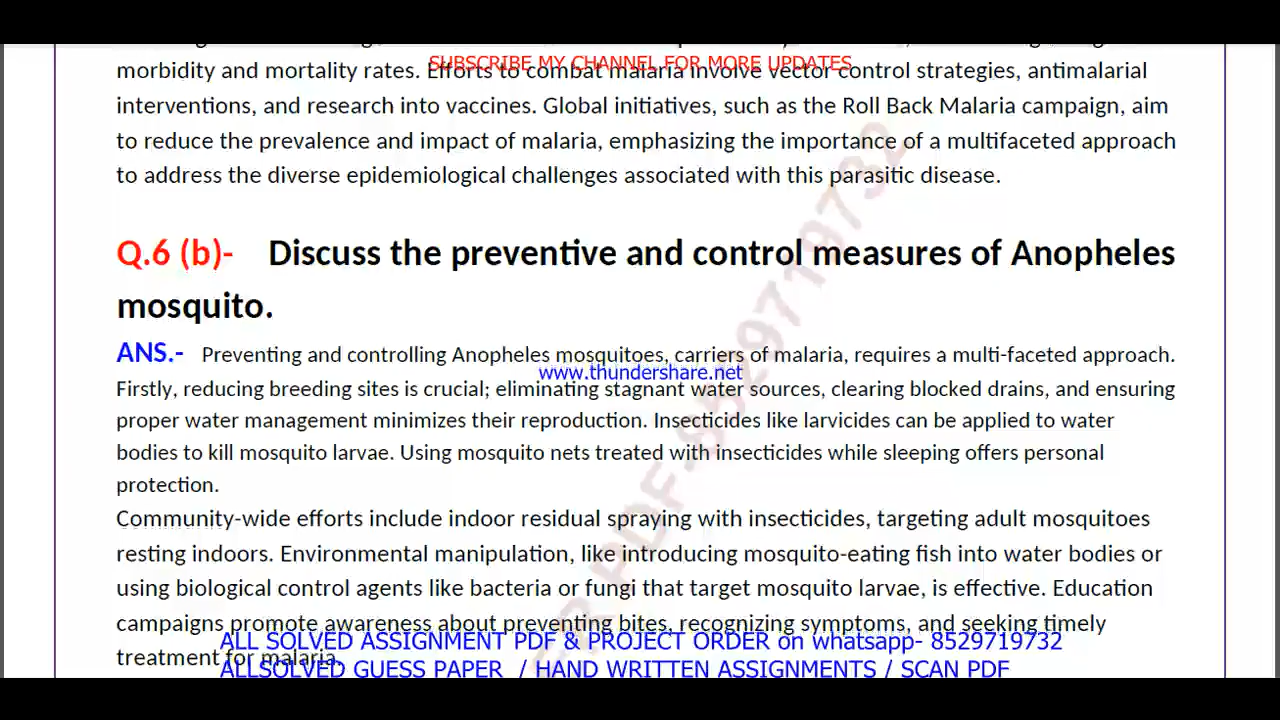 SUBSCRIBE MY CHANNEL FOR MORE UPDATES
morbidity and mortality rates. Efforts to combat malaria involve vector control strategies, antimalarial
interventions, and research into vaccines. Global initiatives, such as the Roll Back Malaria campaign, aim
to reduce the prevalence and impact of malaria, emphasizing the importance of a multifaceted approach
to address the diverse epidemiological challenges associated with this parasitic disease.
Q.6 (b)- Discuss the preventive and control measures of Anopheles
mosquito.
ANS.- Preventing and controlling Anopheles mosquitoes, carriers of malaria, requires a multi-faceted approach.
www.thundershare.net
Firstly, reducing breeding sites is crucial; eliminating stagnant water sources, clearing blocked drains, and ensuring
proper water management minimizes their reproduction. Insecticides like larvicides can be applied to water
bodies to kill mosquito larvae. Using mosquito nets treated with insecticides while sleeping offers personal
protection.
Community-wide efforts include indoor residual spraying with insecticides, targeting adult mosquitoes
resting indoors. Environmental manipulation, like introducing mosquito-eating fish into water bodies or
using biological control agents like bacteria or fungi that target mosquito larvae, is effective. Education
campaigns promote awareness about preventing bites, recognizing symptoms, and seeking timely
ALL SOLVED ASSIGNMENT PDF & PROJECT ORDER on whatsapp- 8529719732
treatment for malaria.
ALLSOLVED GUESS PAPER / HAND WRITTEN ASSIGNMENTS / SCAN PDF
PDF-8529719732